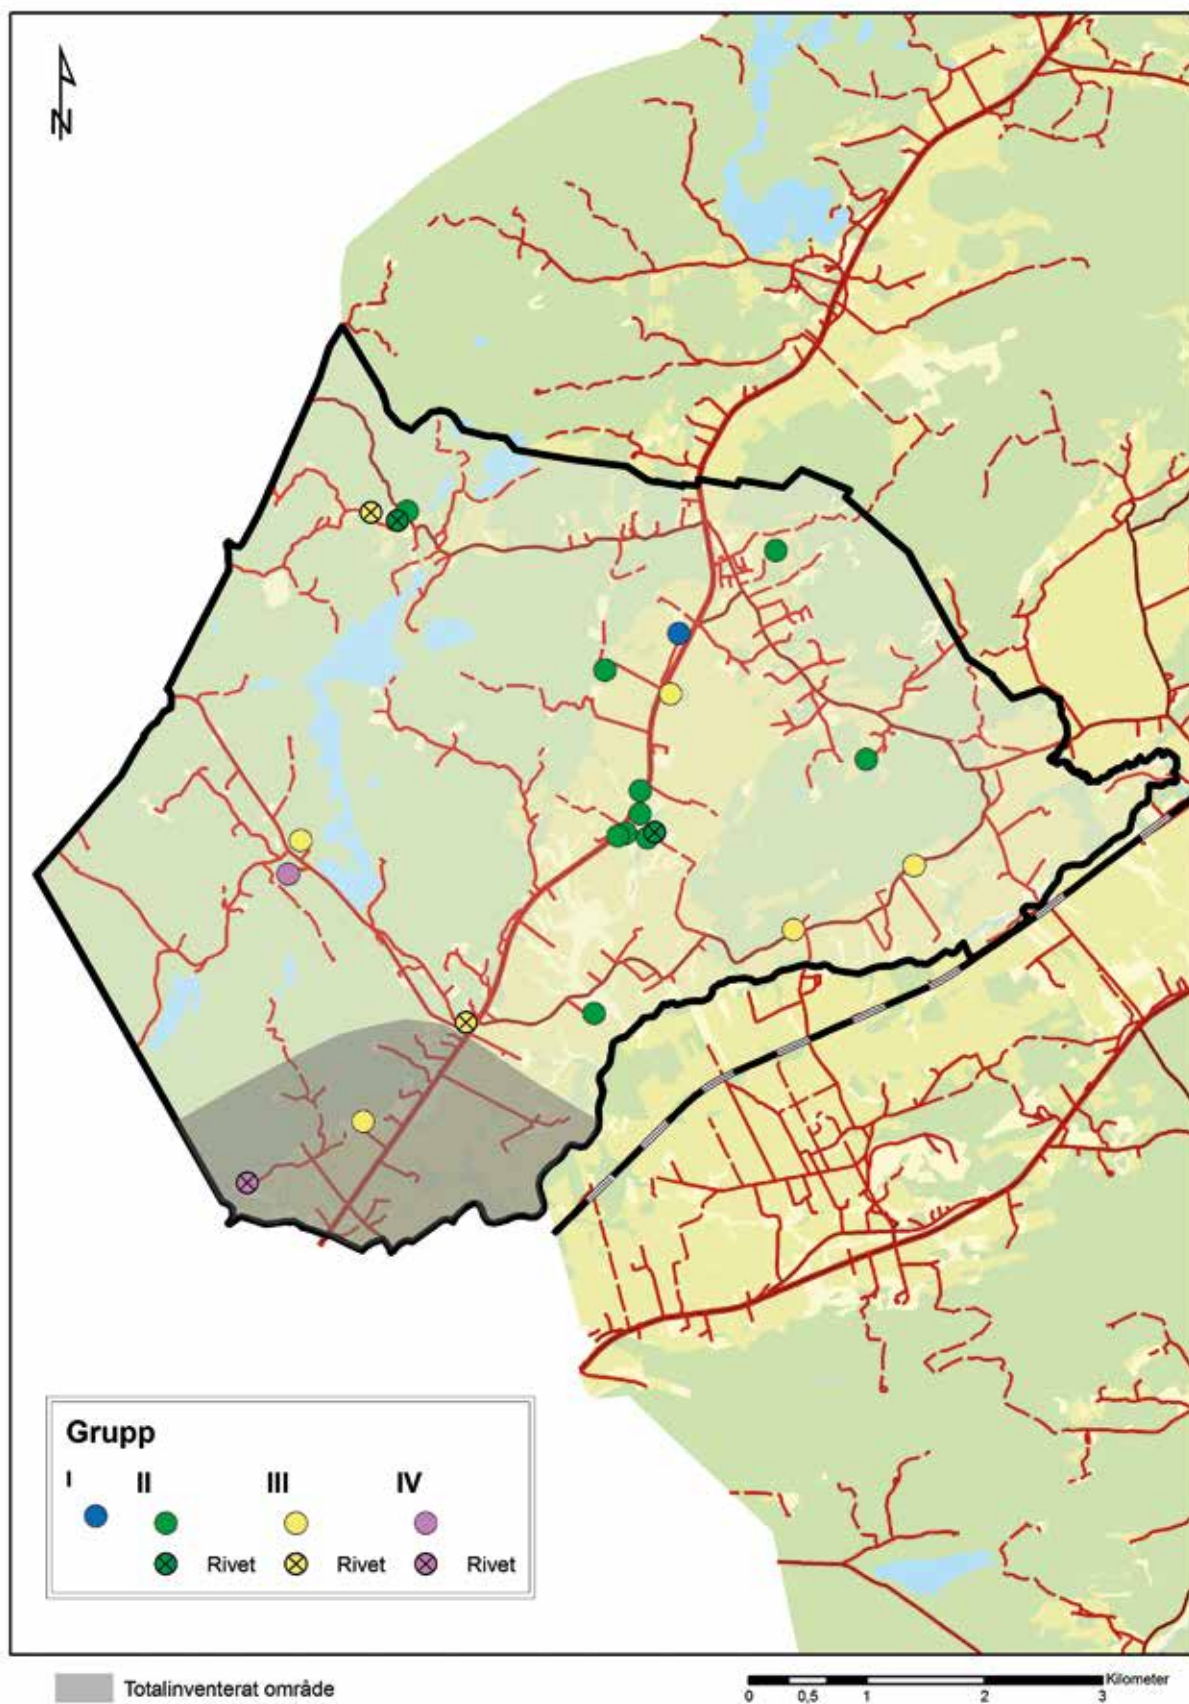 N
Grupp
I II III IV
Rivet Rivet Rivet
Totalinventerat område
Kilometer
0 0,5 1 2 3